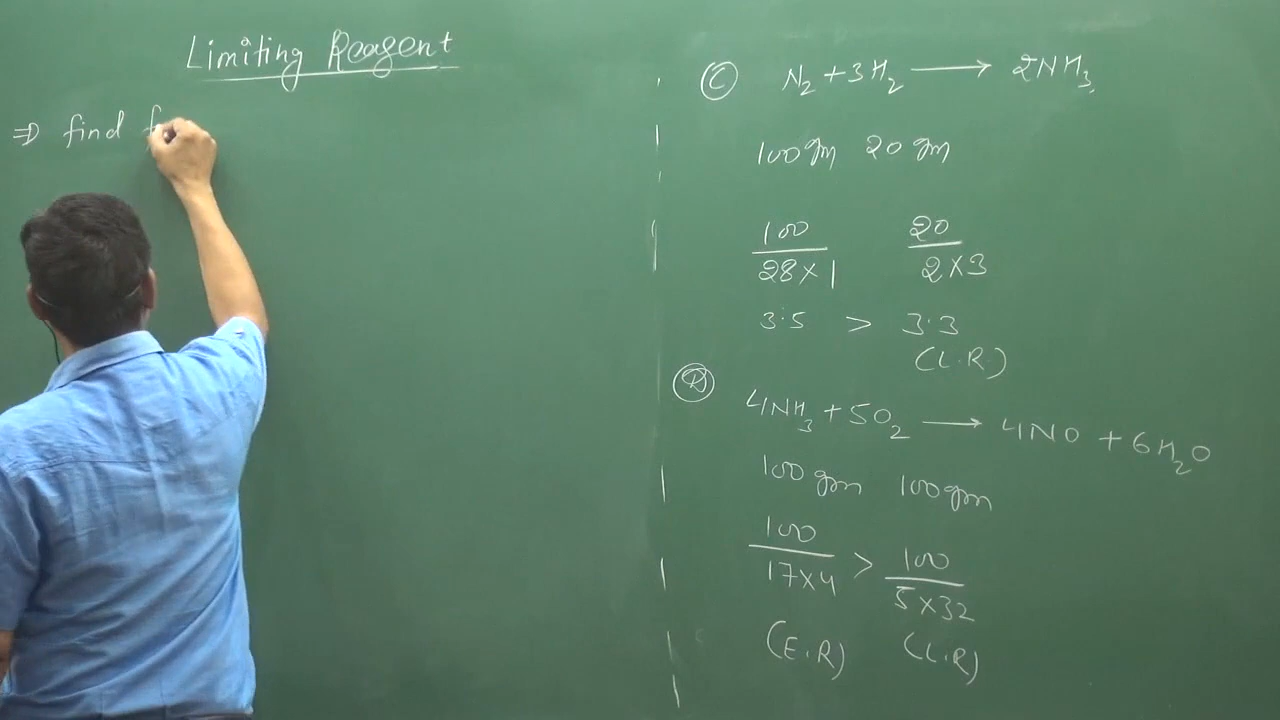 Limiting Reagent
⇒ find f
(C) N₂ + 3H₂ ⟶ 2NH₃
100gm 20gm
100/28×1 20/2×3
3.5 > 3.3
(L.R.)
(D) 4NH₃ + 5O₂ ⟶ 4NO + 6H₂O
100gm 100gm
100/17×4 > 100/5×32
(E.R) (L.R)